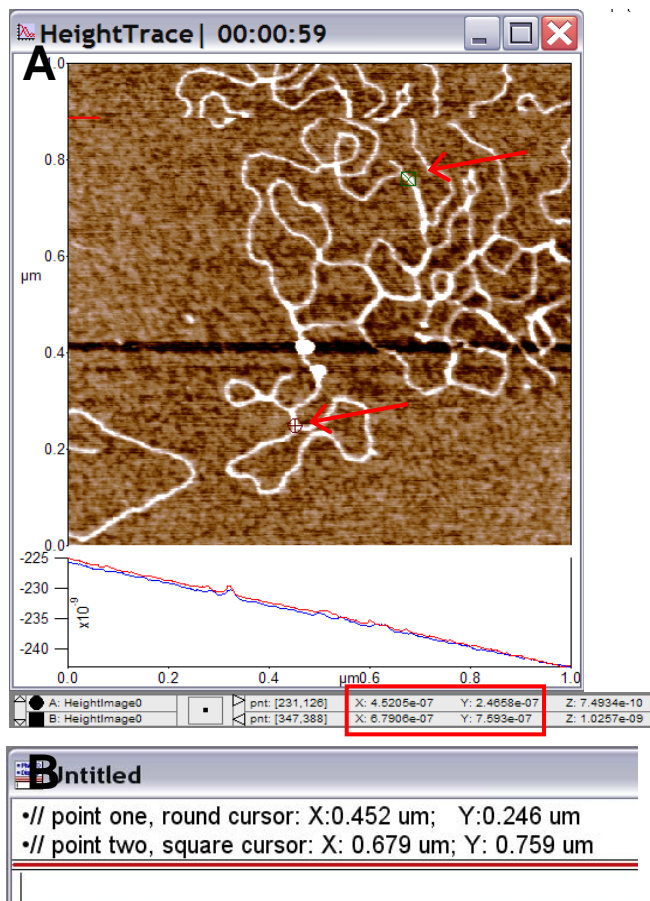 HeightTrace| 00:00:59
A
1.0
0.8
0.6
µm
0.4
0.2
0.0
-225
-230
-235
-240
x10⁻⁹
0.0 0.2 0.4 µm 0.6 0.8 1.0
A: HeightImage0 pnt: [231,126] X: 4.5205e-07 Y: 2.4658e-07 Z: 7.4934e-10
B: HeightImage0 pnt: [347,388] X: 6.7906e-07 Y: 7.593e-07 Z: 1.0257e-09
B Untitled
•// point one, round cursor: X:0.452 um; Y:0.246 um
•// point two, square cursor: X: 0.679 um; Y: 0.759 um